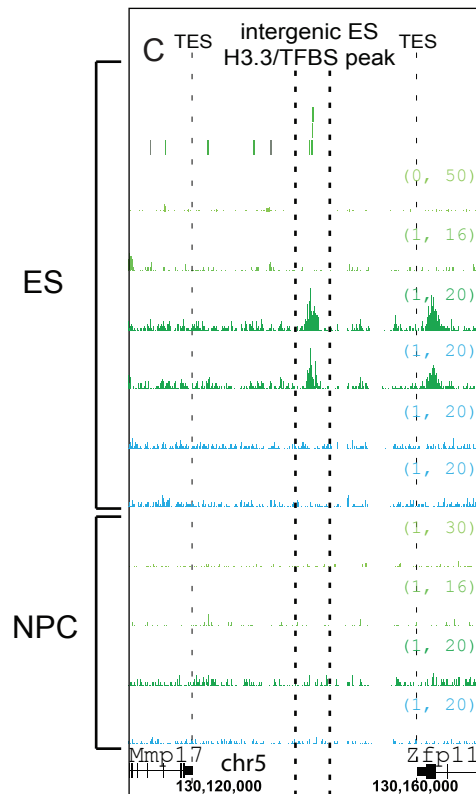 C
TES
intergenic ES
H3.3/TFBS peak
TES
ES
(0, 50)
(1, 16)
(1, 20)
(1, 20)
(1, 20)
(1, 20)
NPC
(1, 30)
(1, 16)
(1, 20)
(1, 20)
Mmp17
chr5
Zfp11
130,120,000
130,160,000